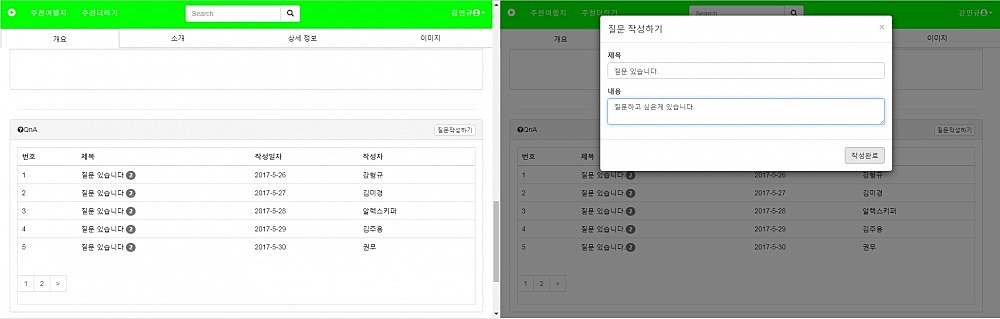 추천여행지 추천더하기 Search 강민규
개요 소개 상세 정보 이미지
QnA 질문작성하기
번호 제목 작성일자 작성자
1 질문 있습니다. 2 2017-5-26 강형규
2 질문 있습니다. 2 2017-5-27 김미경
3 질문 있습니다. 2 2017-5-28 알렉스키퍼
4 질문 있습니다. 2 2017-5-29 김주용
5 질문 있습니다. 2 2017-5-30 권무
1 2 >
추천여행지 추천더하기 강민규
개요 이미지
질문 작성하기 ×
제목
질문 있습니다.
내용
질문하고 싶은게 있습니다.
작성완료
QnA 질문작성하기
번호 제목
1 질문 있습니다. 2 2017-5-26 강형규
2 질문 있습니다. 2 2017-5-27 김미경
3 질문 있습니다. 2 2017-5-28 알렉스키퍼
4 질문 있습니다. 2 2017-5-29 김주용
5 질문 있습니다. 2 2017-5-30 권무
1 2 >